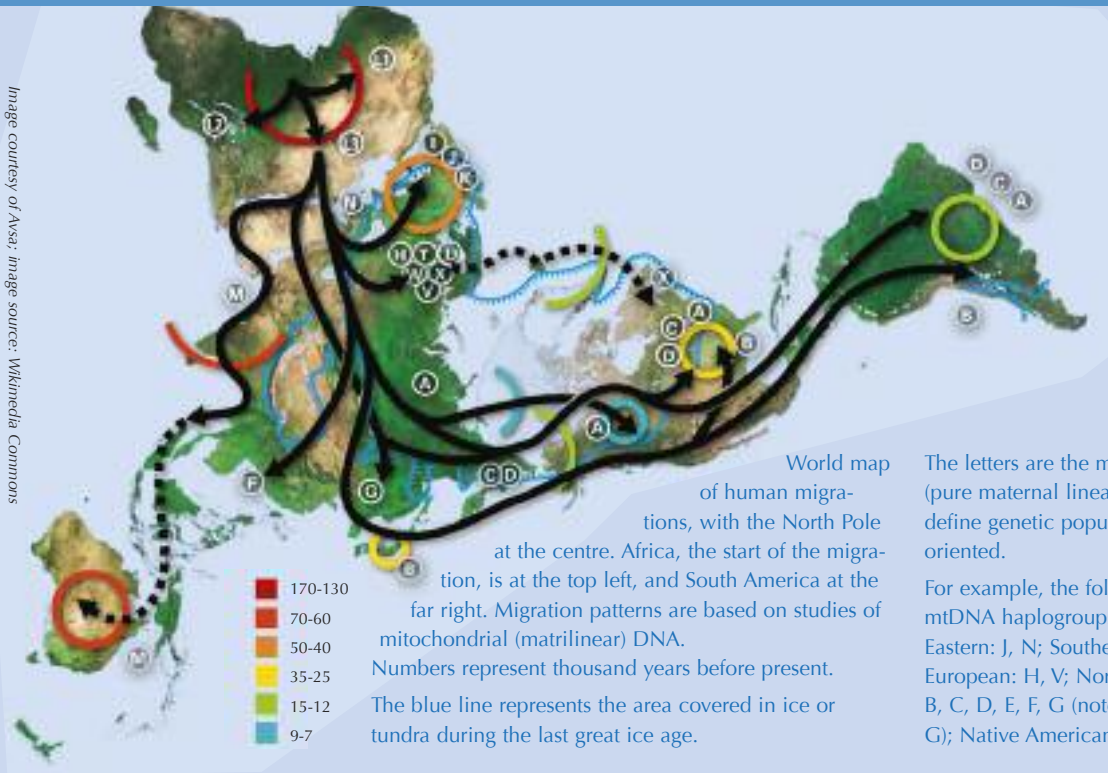 Image courtesy of Avsa; image source: Wikimedia Commons
L1
L2
L3
K
N
H T U
X
V
M
A
F
G
C D
B
X
A
C
B
D
A
D
C
A
B
M
170-130
70-60
50-40
35-25
15-12
9-7
World map
of human migra-
tions, with the North Pole
at the centre. Africa, the start of the migra-
tion, is at the top left, and South America at the
far right. Migration patterns are based on studies of
mitochondrial (matrilinear) DNA.
Numbers represent thousand years before present.
The blue line represents the area covered in ice or
tundra during the last great ice age.
The letters are the m
(pure maternal linea
define genetic popu
oriented.
For example, the fol
mtDNA haplogroup
Eastern: J, N; Southe
European: H, V; Nor
B, C, D, E, F, G (not
G); Native American